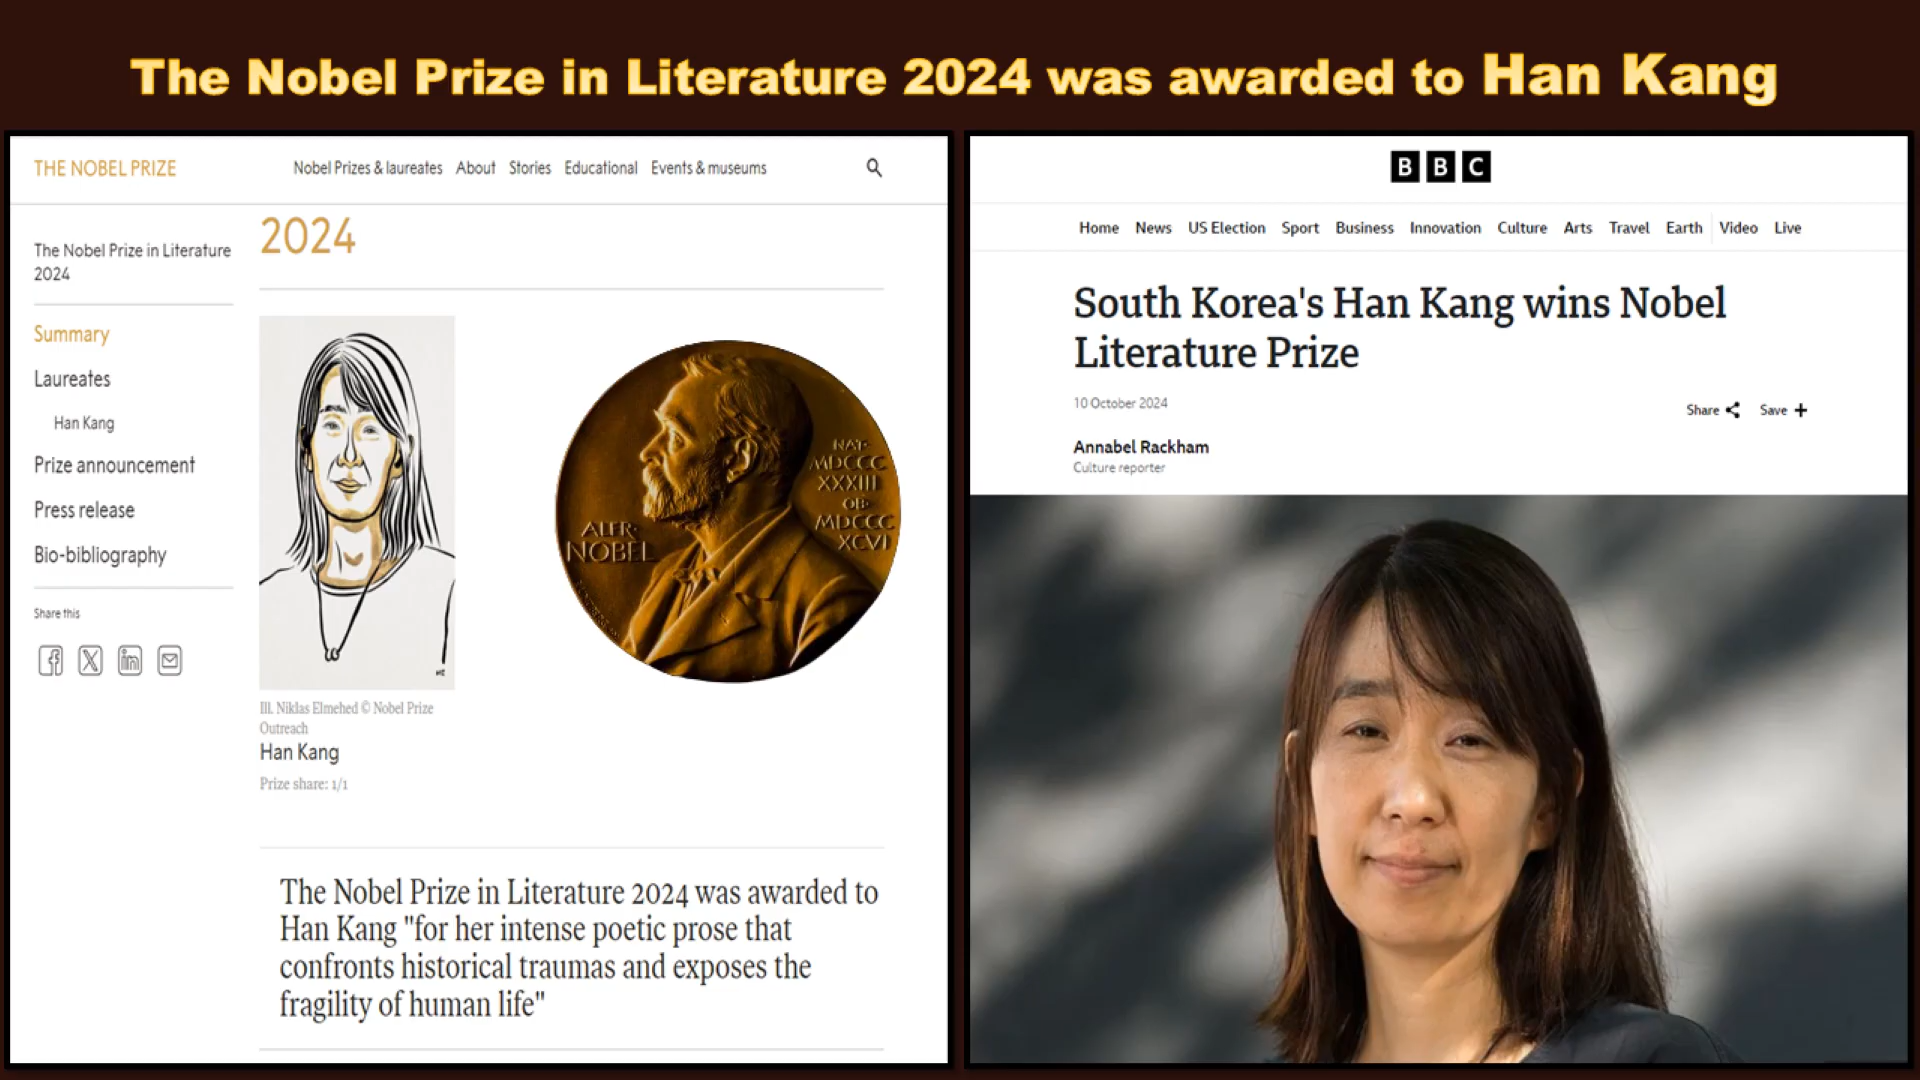 The Nobel Prize in Literature 2024 was awarded to Han Kang
THE NOBEL PRIZE
Nobel Prizes & laureates About Stories Educational Events & museums
The Nobel Prize in Literature
2024
Summary
Laureates
Han Kang
Prize announcement
Press release
Bio-bibliography
Share this
2024
ALFR·
NOBEL
NAT·
MDCCC
XXXIII
OB·
MDCCC
XCVI
Ill. Niklas Elmehed © Nobel Prize
Outreach
Han Kang
Prize share: 1/1
The Nobel Prize in Literature 2024 was awarded to
Han Kang "for her intense poetic prose that
confronts historical traumas and exposes the
fragility of human life"
BBC
Home News US Election Sport Business Innovation Culture Arts Travel Earth Video Live
South Korea's Han Kang wins Nobel
Literature Prize
10 October 2024
Share Save
Annabel Rackham
Culture reporter